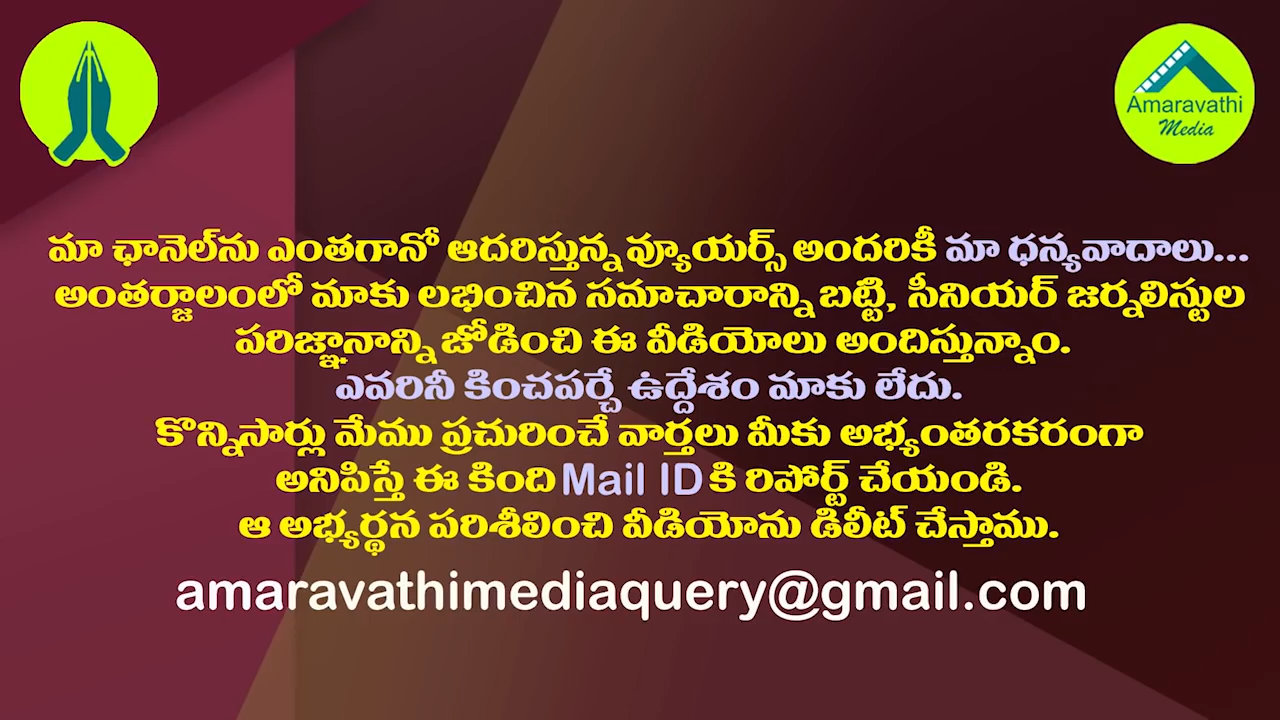 Amaravathi
Media
మా ఛానెల్‌ను ఎంతగానో ఆదరిస్తున్న వ్యూయర్స్ అందరికీ మా ధన్యవాదాలు...
అంతర్జాలంలో మాకు లభించిన సమాచారాన్ని బట్టి, సీనియర్ జర్నలిస్టుల
పరిజ్ఞానాన్ని జోడించి ఈ వీడియోలు అందిస్తున్నాం.
ఎవరినీ కించపర్చే ఉద్దేశం మాకు లేదు.
కొన్నిసార్లు మేము ప్రచురించే వార్తలు మీకు అభ్యంతరకరంగా
అనిపిస్తే ఈ కింది Mail ID కి రిపోర్ట్ చేయండి.
ఆ అభ్యర్థన పరిశీలించి వీడియోను డిలీట్ చేస్తాము.
amaravathimediaquery@gmail.com